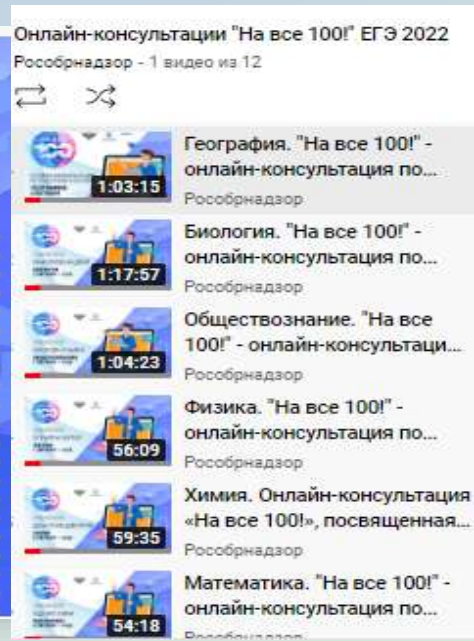 Онлайн-консультации "На все 100!" ЕГЭ 2022
Рособрнадзор - 1 видео из 12
География. "На все 100!" -
онлайн-консультация по...
Рособрнадзор
1:03:15
Биология. "На все 100!" -
онлайн-консультация по...
Рособрнадзор
1:17:57
Обществознание. "На все
100!" - онлайн-консультаци...
Рособрнадзор
1:04:23
Физика. "На все 100!" -
онлайн-консультация по...
Рособрнадзор
56:09
Химия. Онлайн-консультация
«На все 100!», посвященная...
Рособрнадзор
59:35
Математика. "На все 100!" -
онлайн-консультация по...
Рособрнадзор
54:18